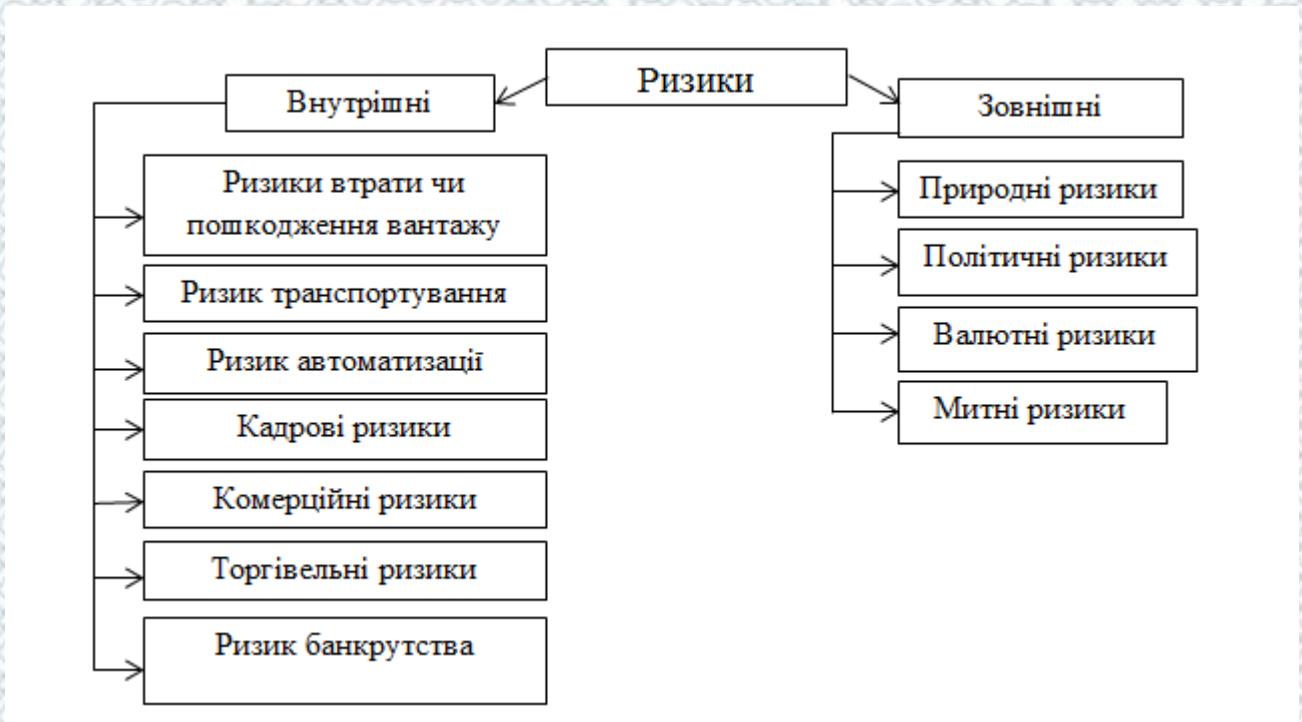 Ризики
Внутрішні
Ризики втрати чи
пошкодження вантажу
Ризик транспортування
Ризик автоматизації
Кадрові ризики
Комерційні ризики
Торгівельні ризики
Ризик банкрутства
Зовнішні
Природні ризики
Політичні ризики
Валютні ризики
Митні ризики